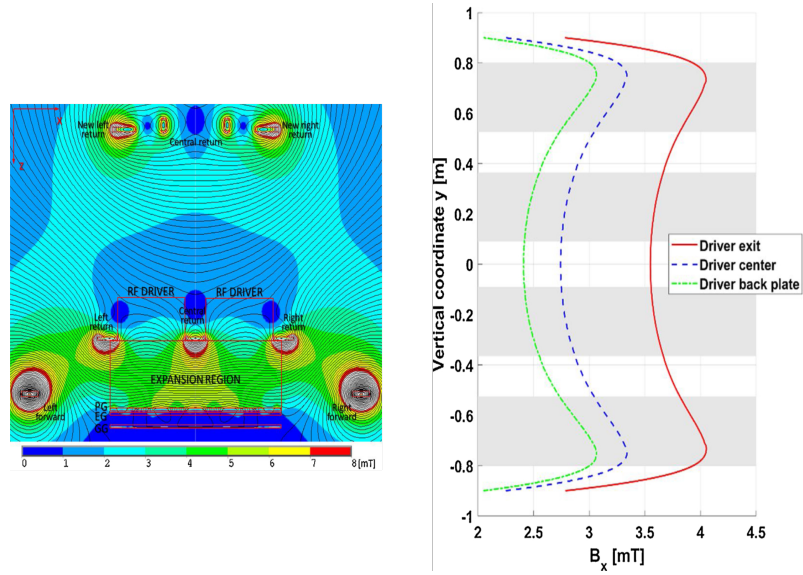 X
Z
New left
return
Central return
New right
return
RF DRIVER
RF DRIVER
Left
return
Central
return
Right
return
EXPANSION REGION
Left
forward
PG
EG
GG
Right
forward
0 1 2 3 4 5 6 7 8 [mT]
Vertical coordinate y [m]
1
0.8
0.6
0.4
0.2
0
-0.2
-0.4
-0.6
-0.8
-1
Driver exit
Driver center
Driver back plate
2 2.5 3 3.5 4 4.5
Bx [mT]